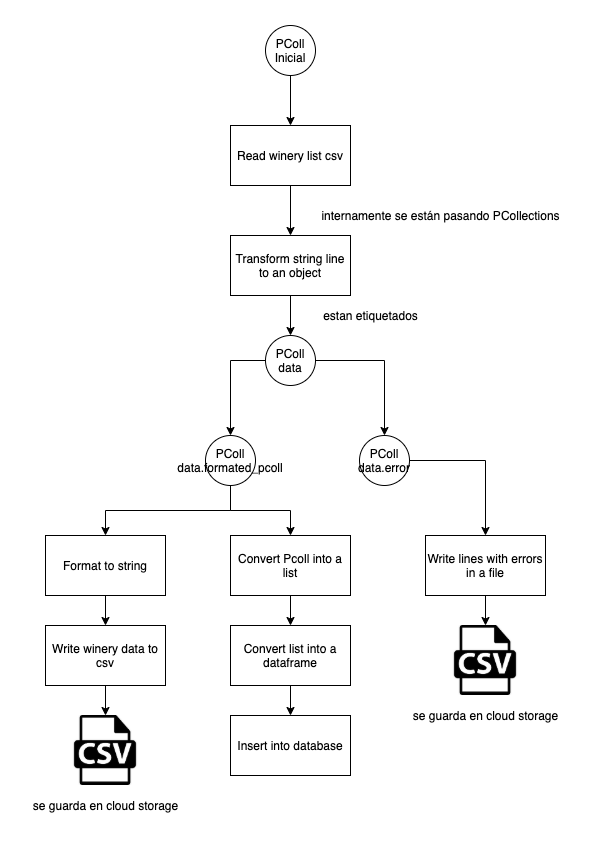 PColl
Inicial
Read winery list csv
internamente se están pasando PCollections
Transform string line
to an object
estan etiquetados
PColl
data
PColl
data.formated_pcoll
PColl
data.error
Format to string
Convert Pcoll into a
list
Write lines with errors
in a file
Write winery data to
csv
Convert list into a
dataframe
CSV
se guarda en cloud storage
Insert into database
CSV
se guarda en cloud storage